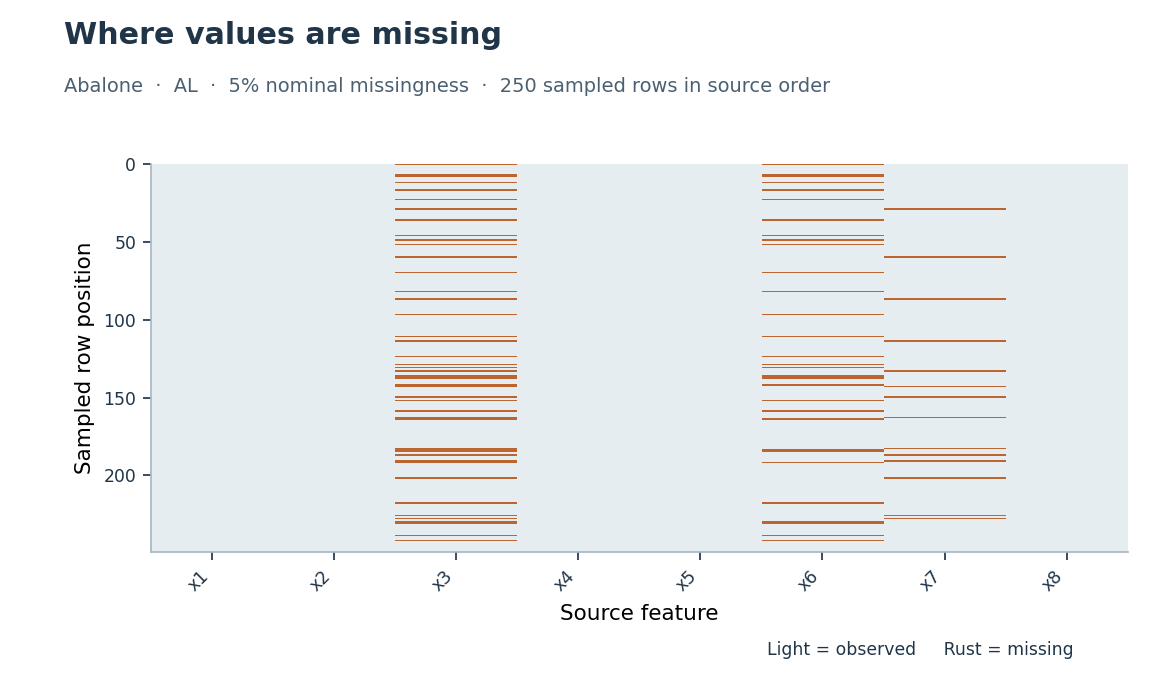 Where values are missing
Abalone · AL · 5% nominal missingness · 250 sampled rows in source order
0
50
100
150
200
Sampled row position
x1 x2 x3 x4 x5 x6 x7 x8
Source feature
Light = observed Rust = missing